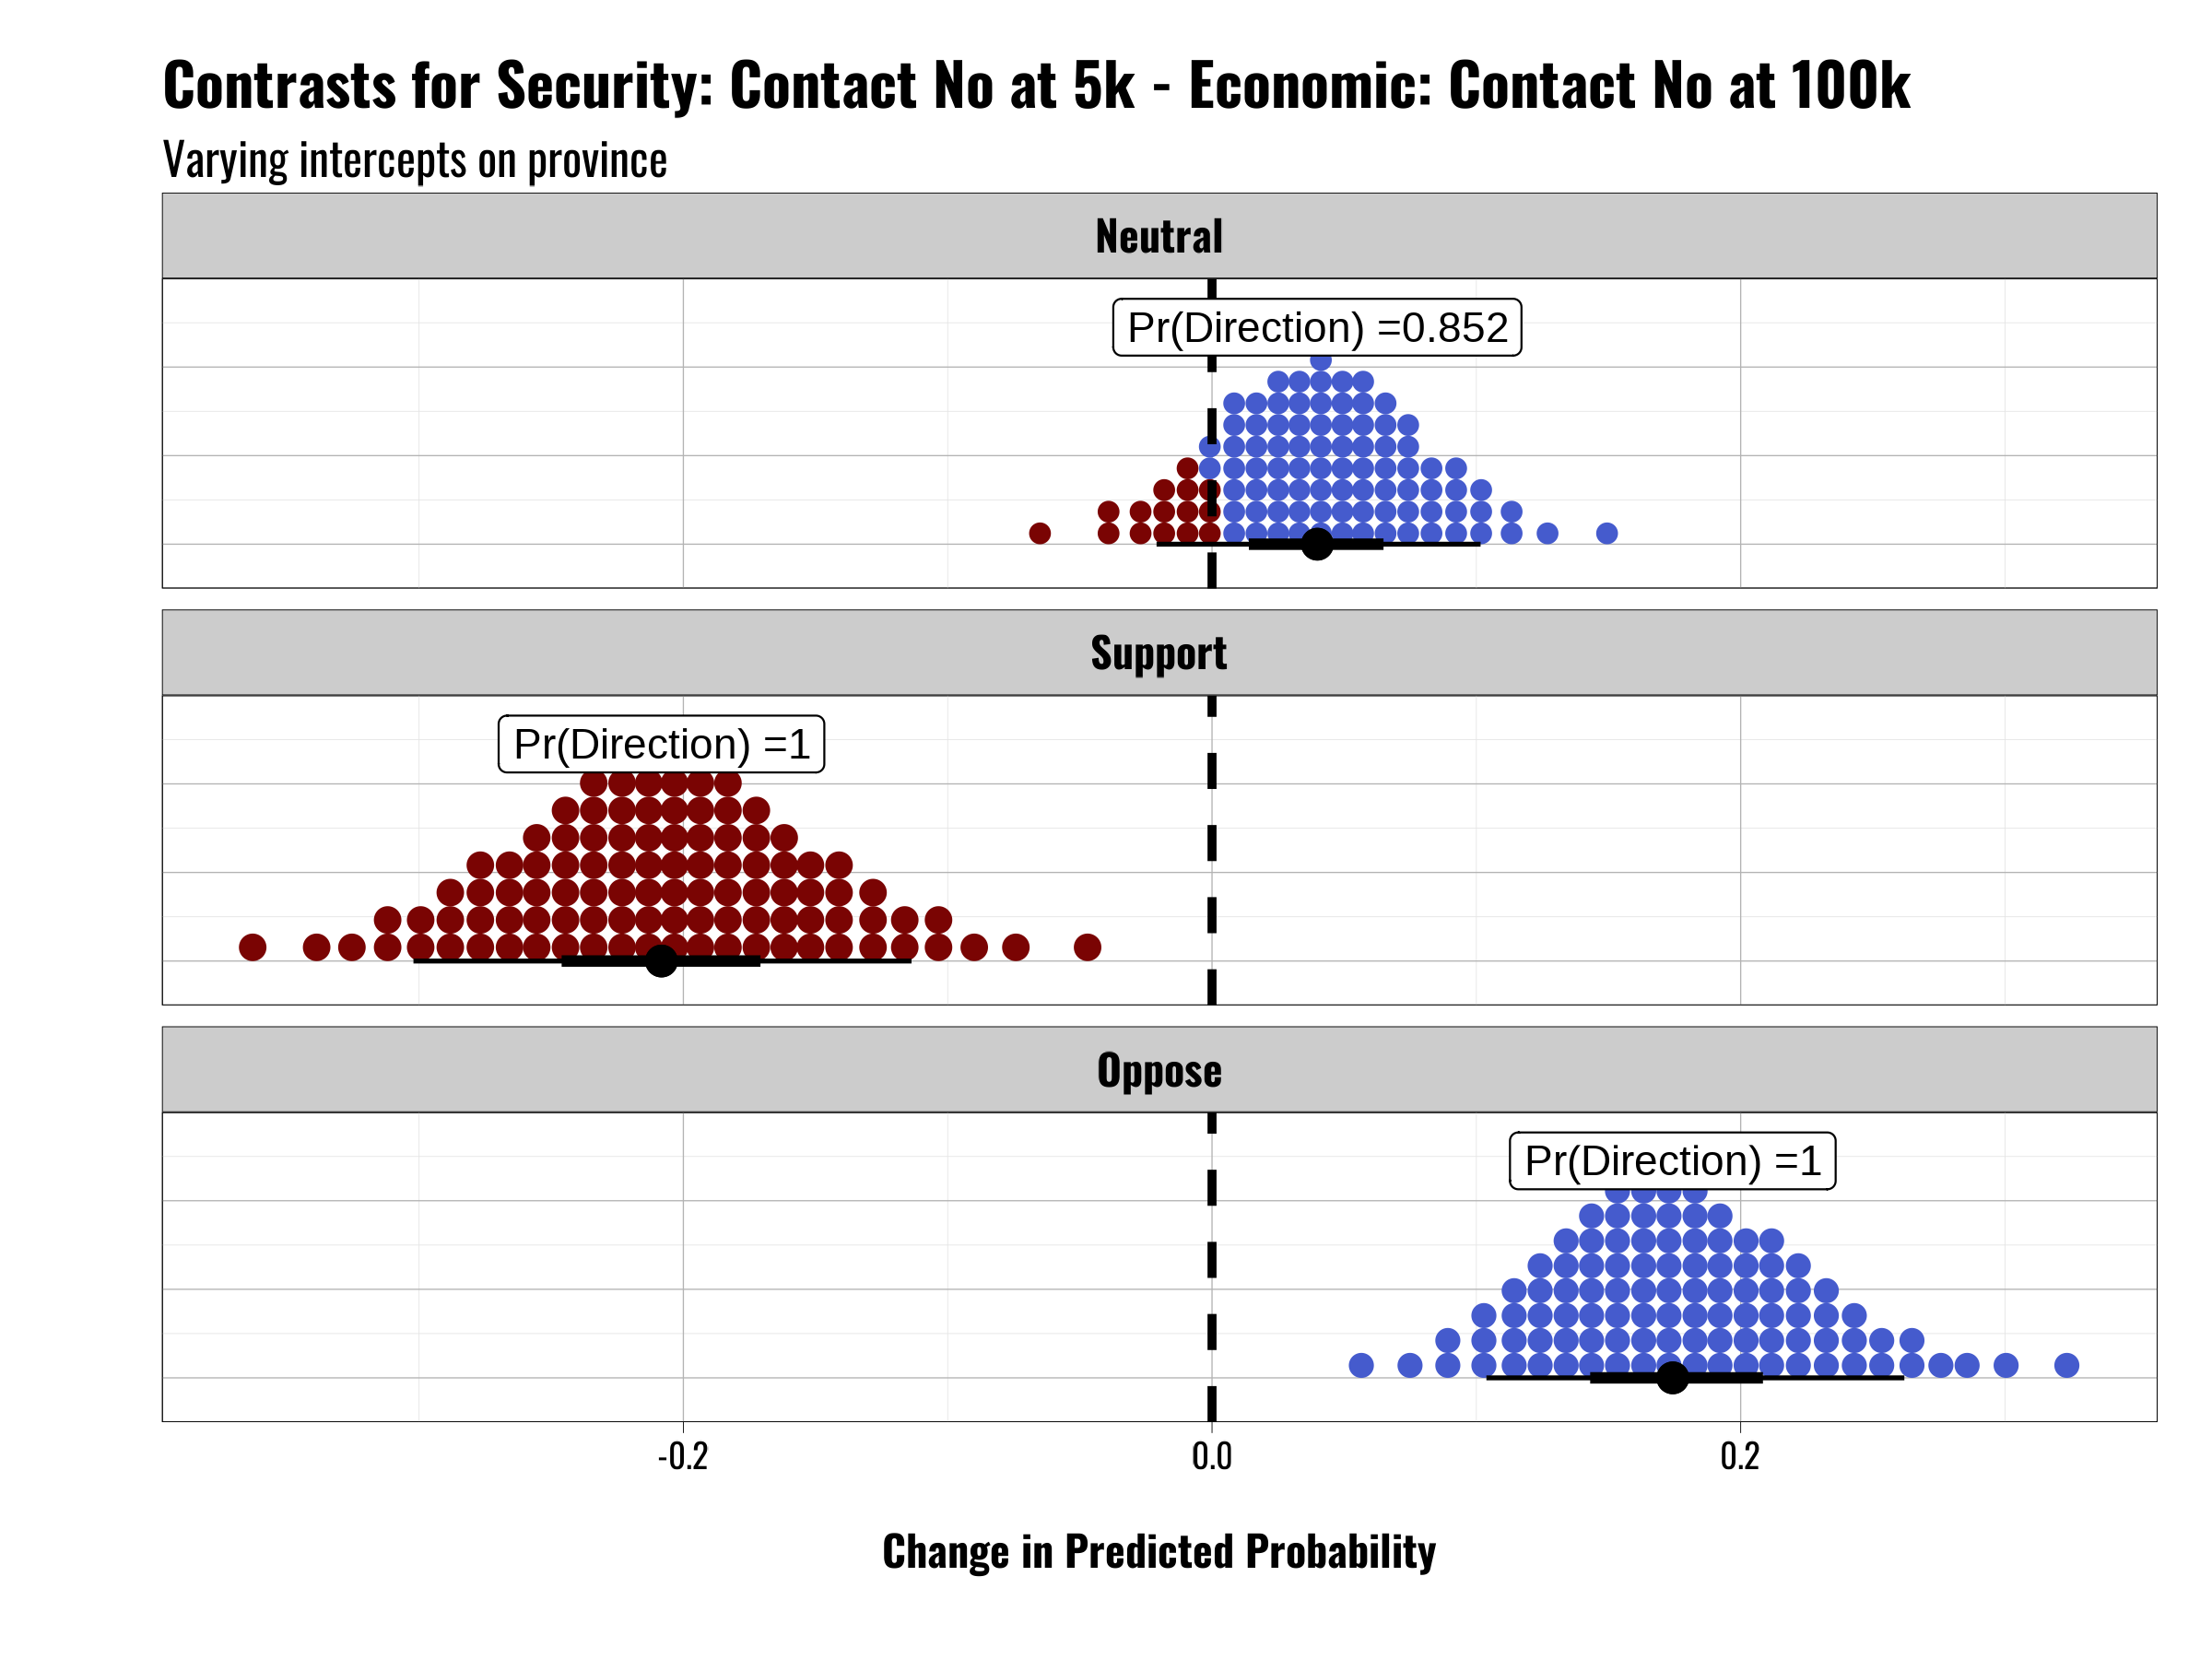 Contrasts for Security: Contact No at 5k - Economic: Contact No at 100k
Varying intercepts on province
Neutral
Pr(Direction) =0.852
Support
Pr(Direction) =1
Oppose
Pr(Direction) =1
-0.2
0.0
0.2
Change in Predicted Probability